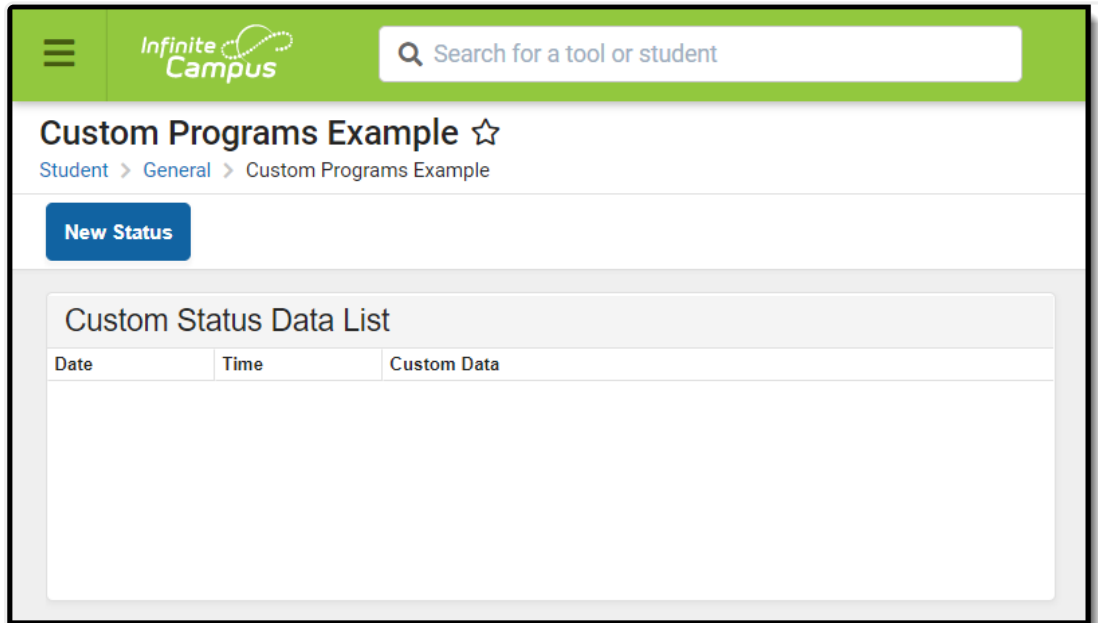 Infinite
Campus
Search for a tool or student
Custom Programs Example
Student > General > Custom Programs Example
New Status
Custom Status Data List
Date Time Custom Data